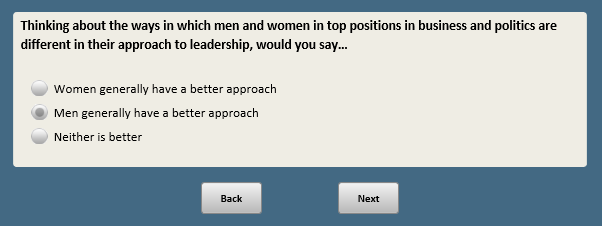 Thinking about the ways in which men and women in top positions in business and politics are
different in their approach to leadership, would you say...
Women generally have a better approach
Men generally have a better approach
Neither is better
Back
Next